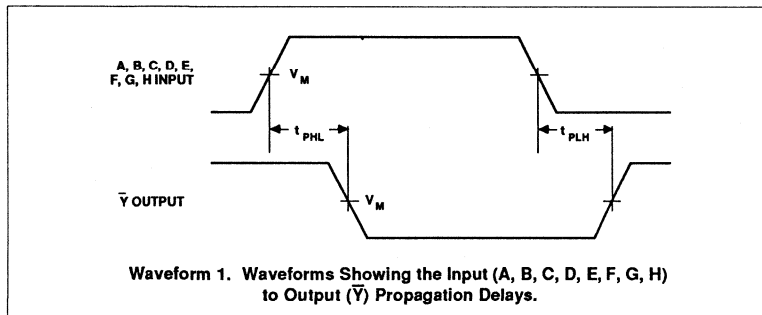 A, B, C, D, E,
F, G, H INPUT
V_M
t_PHL
t_PLH
Y̅ OUTPUT
V_M
Waveform 1. Waveforms Showing the Input (A, B, C, D, E, F, G, H)
to Output (Y̅) Propagation Delays.